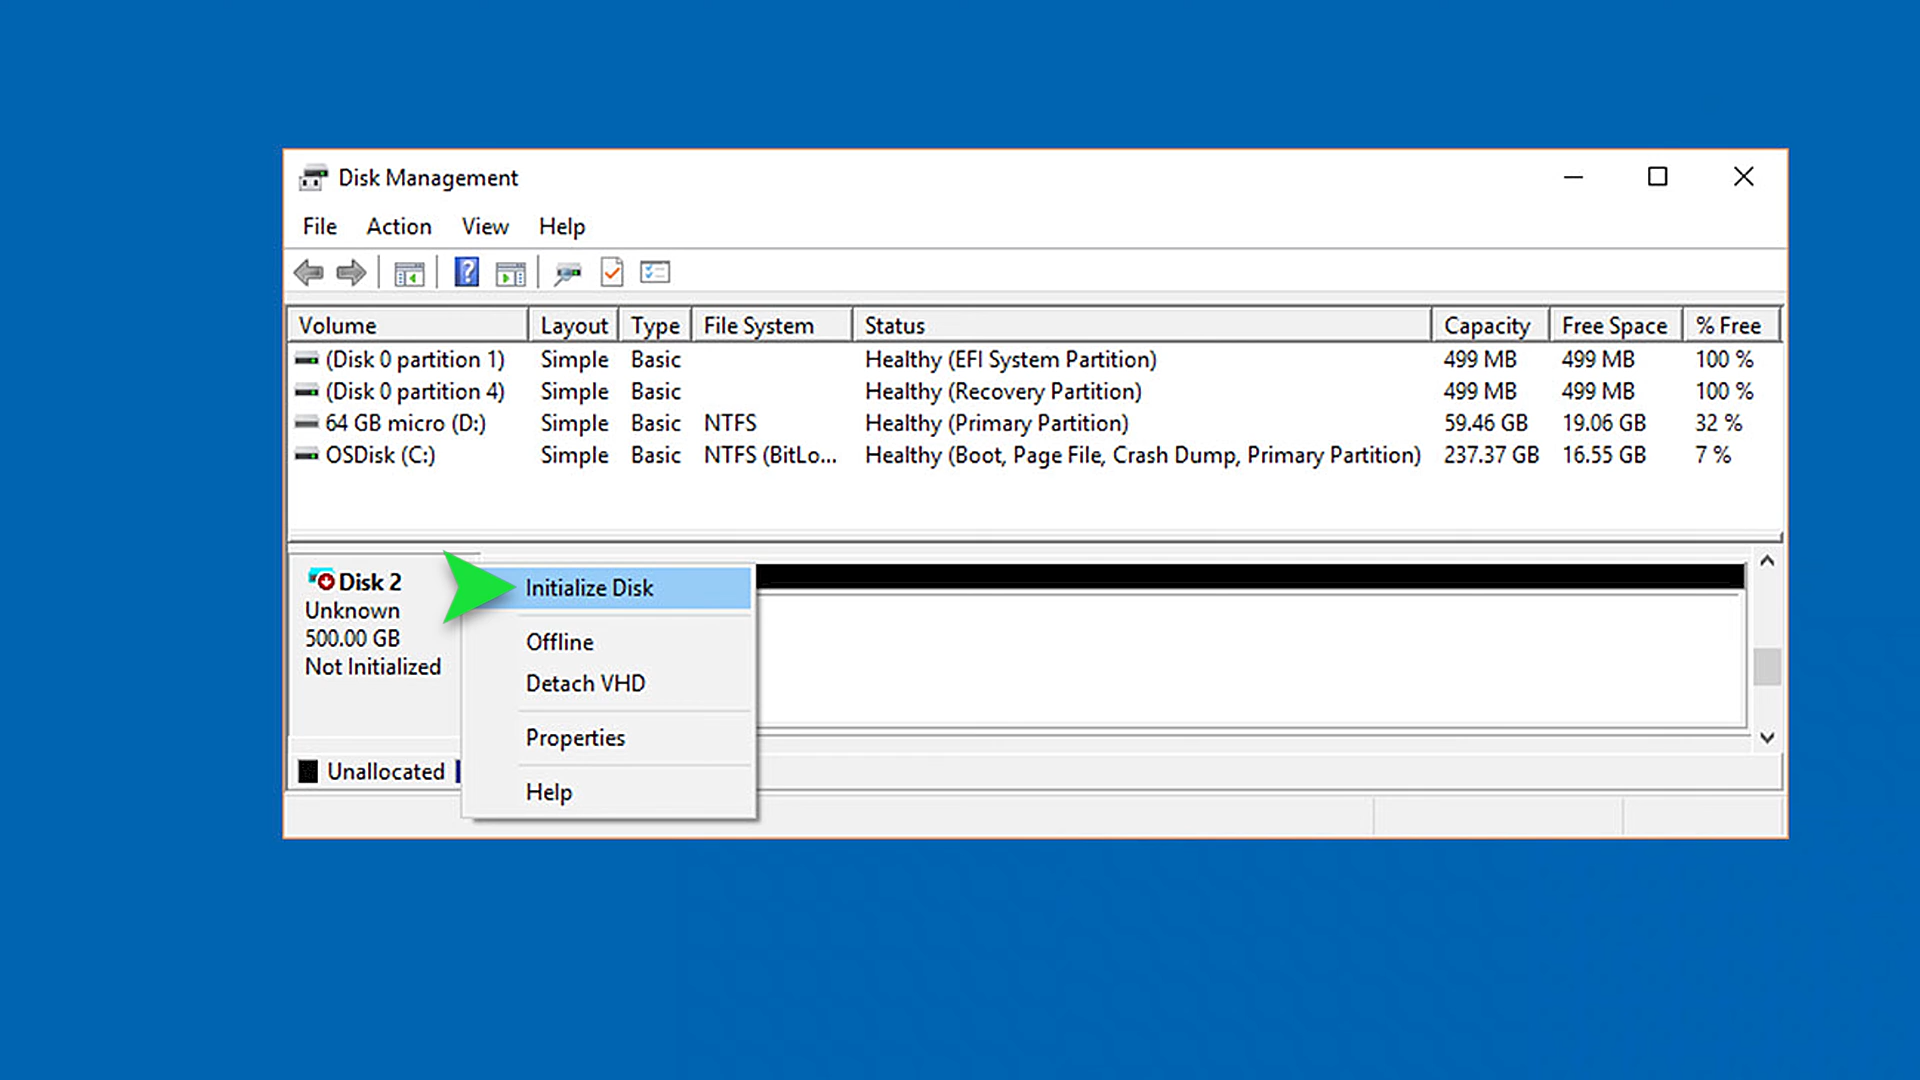 Disk Management
File Action View Help
Volume Layout Type File System Status Capacity Free Space % Free
(Disk 0 partition 1) Simple Basic Healthy (EFI System Partition) 499 MB 499 MB 100 %
(Disk 0 partition 4) Simple Basic Healthy (Recovery Partition) 499 MB 499 MB 100 %
64 GB micro (D:) Simple Basic NTFS Healthy (Primary Partition) 59.46 GB 19.06 GB 32 %
OSDisk (C:) Simple Basic NTFS (BitLo... Healthy (Boot, Page File, Crash Dump, Primary Partition) 237.37 GB 16.55 GB 7 %
Disk 2
Unknown
500.00 GB
Not Initialized
Initialize Disk
Offline
Detach VHD
Properties
Help
Unallocated